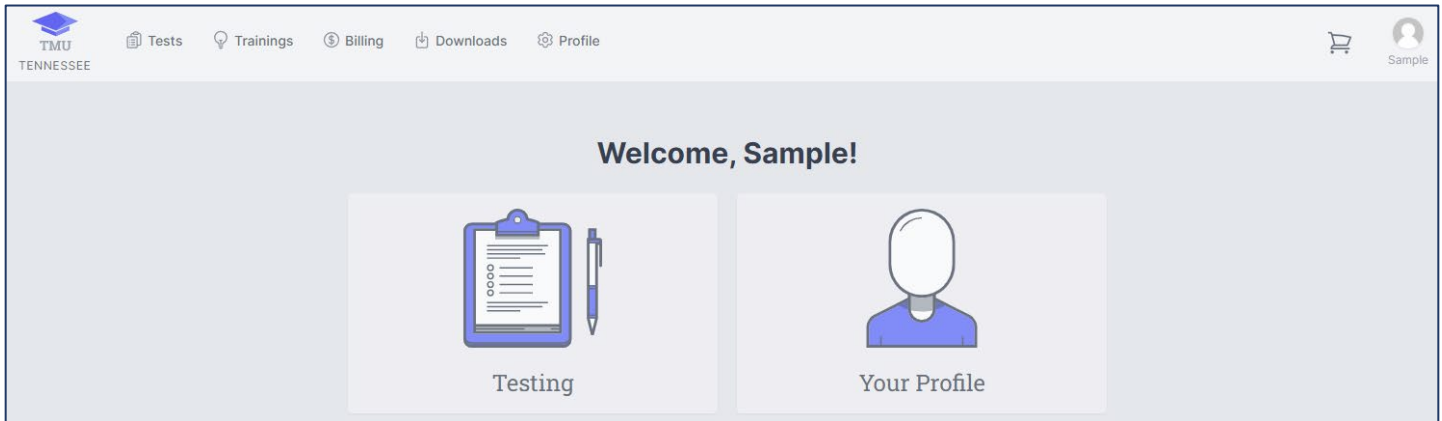 TMU
TENNESSEE
Tests Trainings Billing Downloads Profile
Sample
Welcome, Sample!
Testing
Your Profile